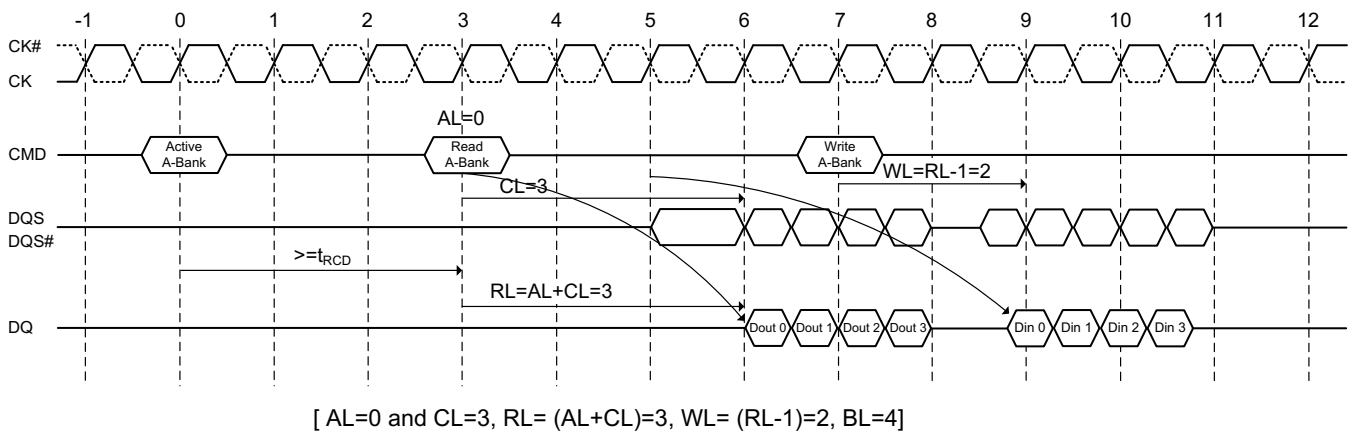 -1 0 1 2 3 4 5 6 7 8 9 10 11 12
CK#
CK
AL=0
CMD
Active
A-Bank
Read
A-Bank
Write
A-Bank
CL=3
WL=RL-1=2
DQS
DQS#
>=tRCD
RL=AL+CL=3
DQ
Dout 0 Dout 1 Dout 2 Dout 3 Din 0 Din 1 Din 2 Din 3
[ AL=0 and CL=3, RL= (AL+CL)=3, WL= (RL-1)=2, BL=4]